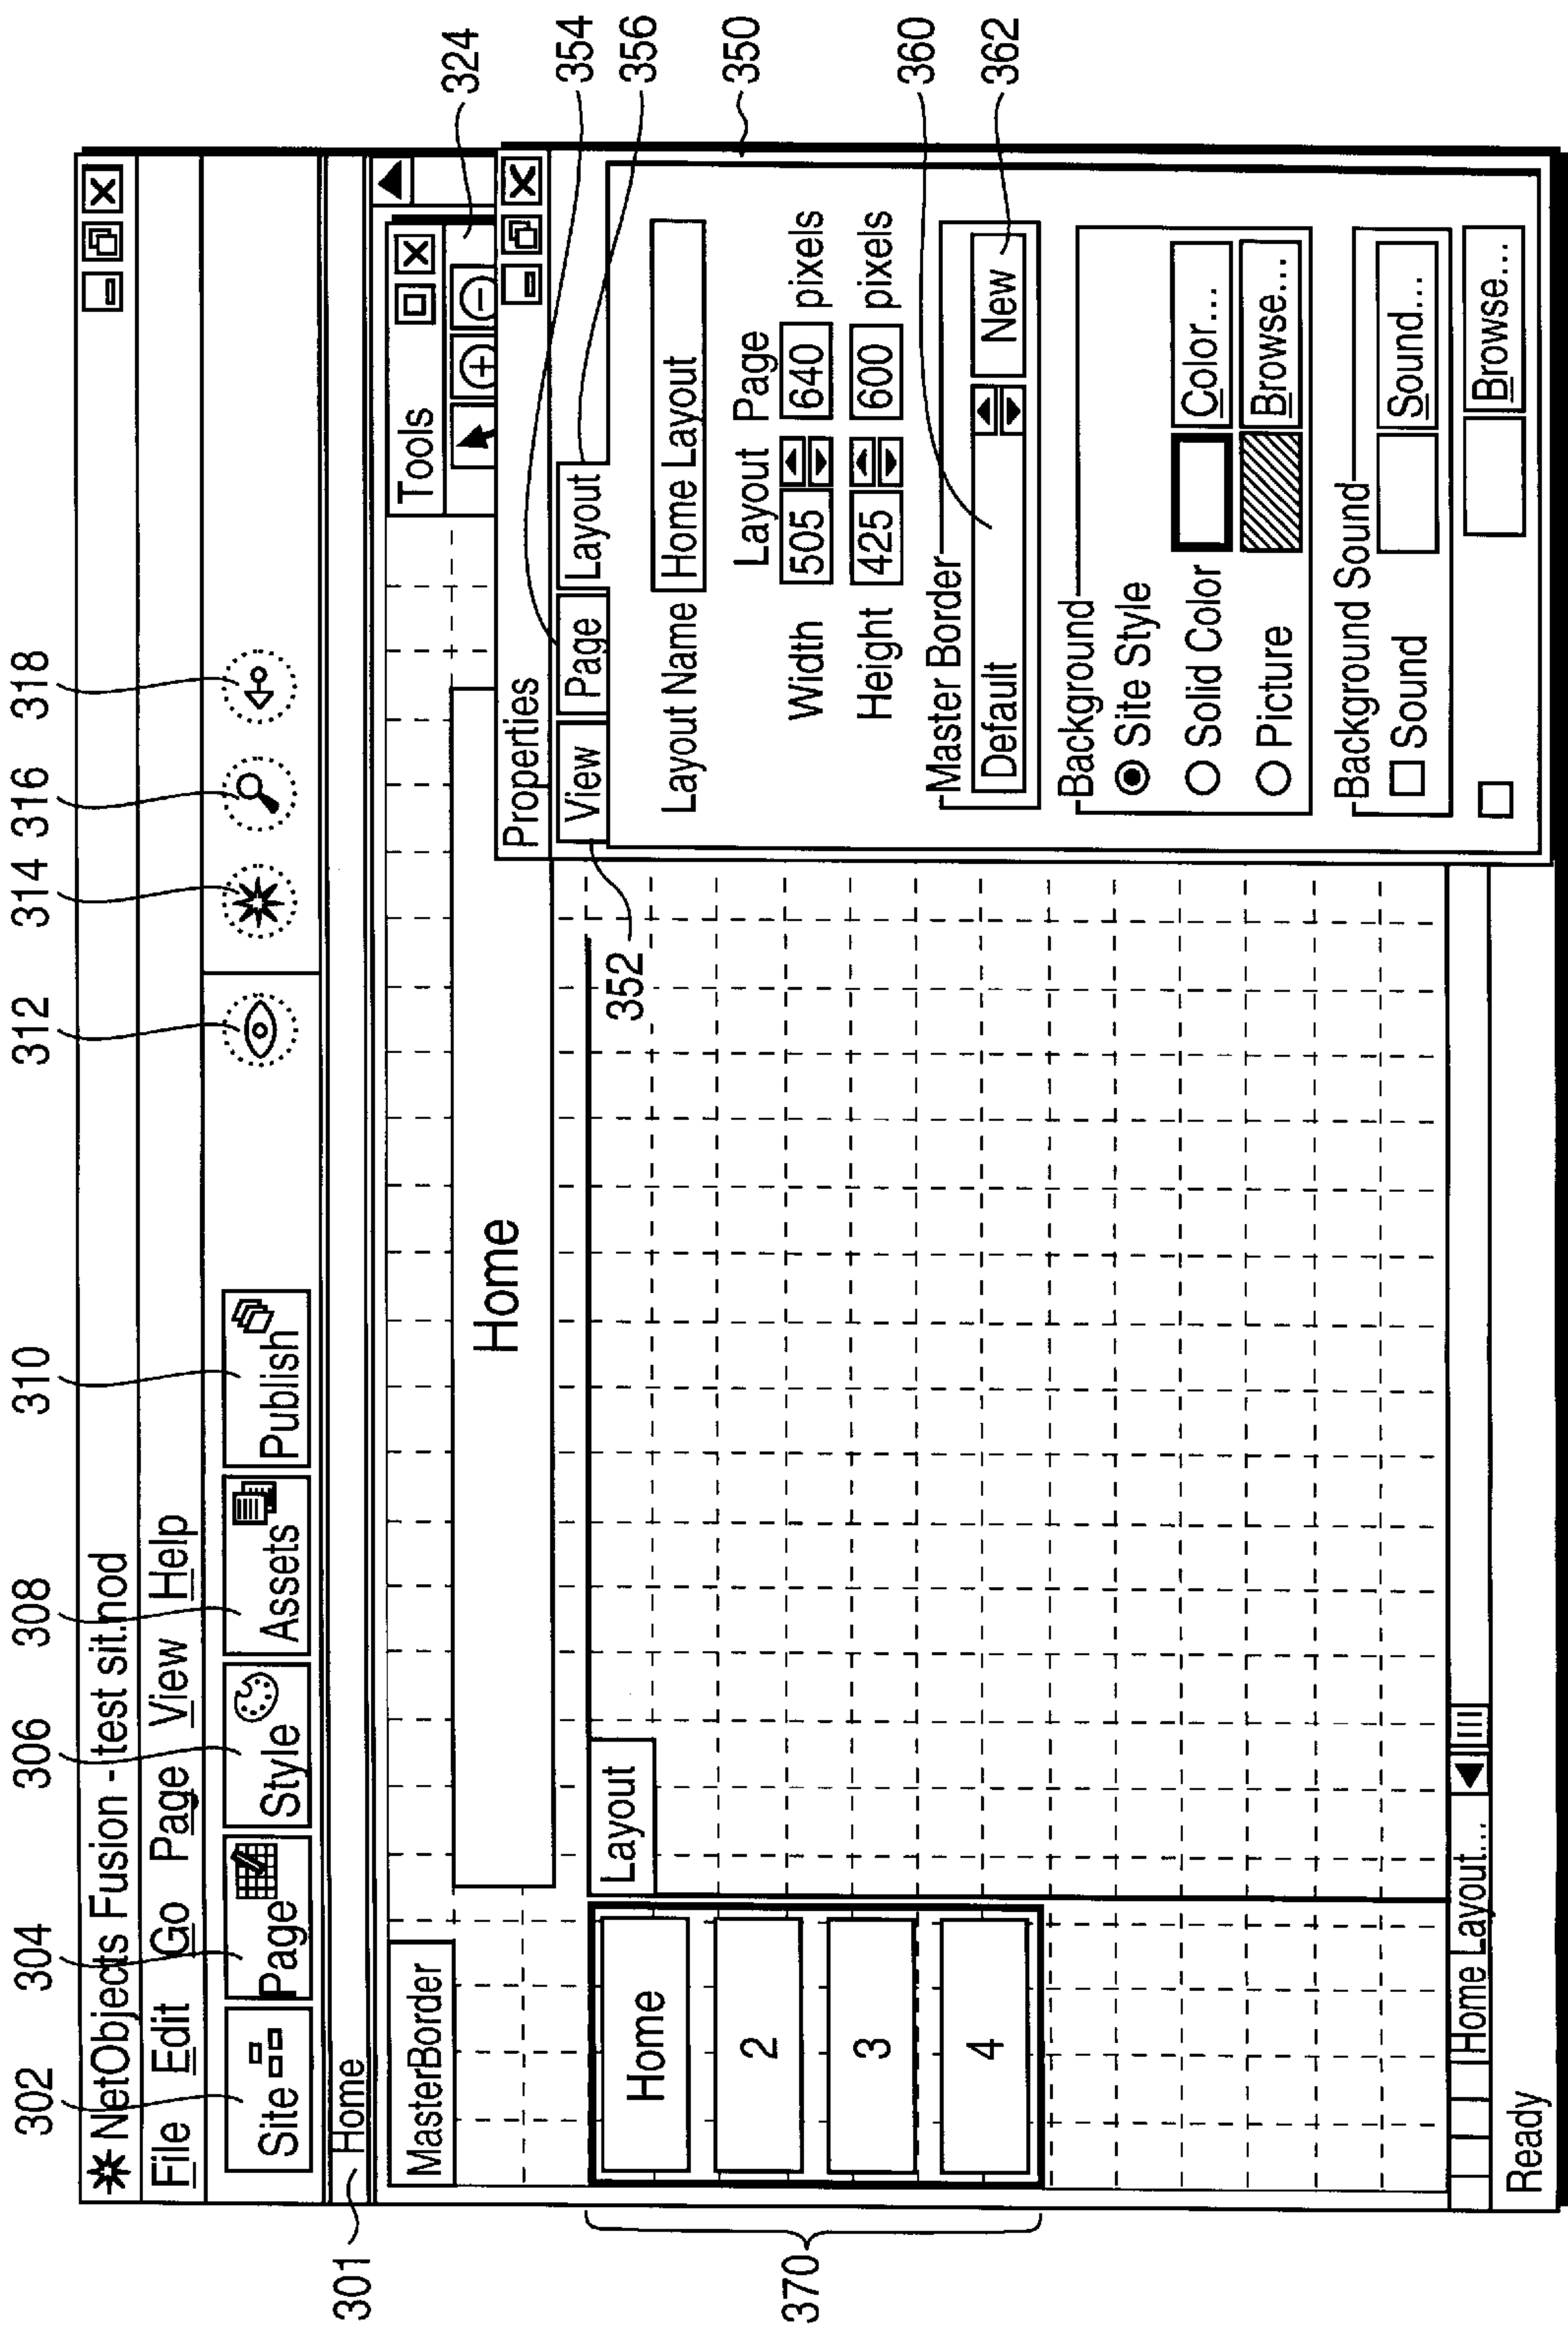 302 304 306 308 310 312 314 316 318
NetObjects Fusion - test sit.nod
File Edit Go Page View Help
Site Page Style Assets Publish
301
Home
MasterBorder
Tools
324
Home
Properties
354
View Page Layout
356
352
350
Layout
Layout Name Home Layout
Layout Page
Width 505 640 pixels
Height 425 600 pixels
Master Border
360
Default New
362
Background
Site Style
Solid Color Color...
Picture Browse...
Background Sound
Sound Sound...
Browse...
370
Home
2
3
4
Home Layout...
Ready